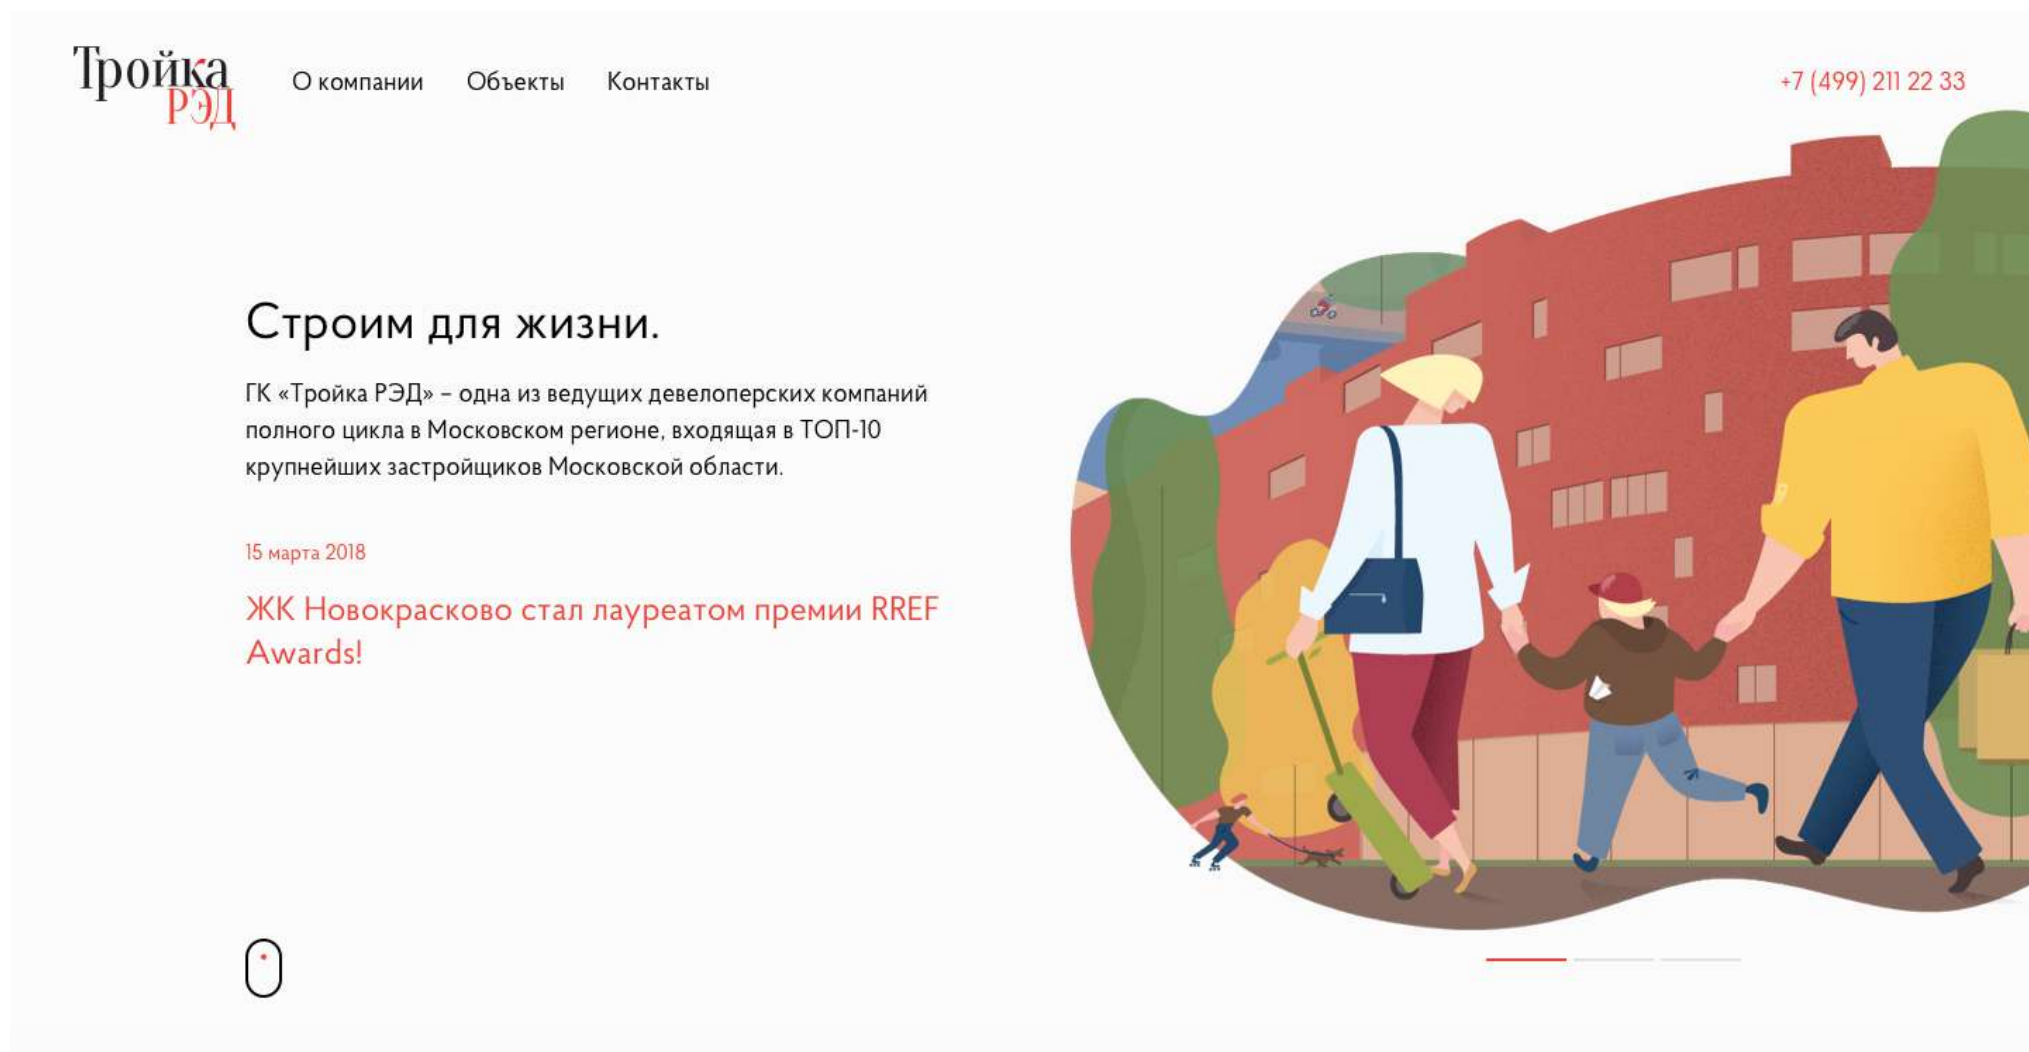 Тройка
РЭД
О компании Объекты Контакты
+7 (499) 211 22 33
Строим для жизни.
ГК «Тройка РЭД» – одна из ведущих девелоперских компаний
полного цикла в Московском регионе, входящая в ТОП-10
крупнейших застройщиков Московской области.
15 марта 2018
ЖК Новокрасково стал лауреатом премии RREF
Awards!